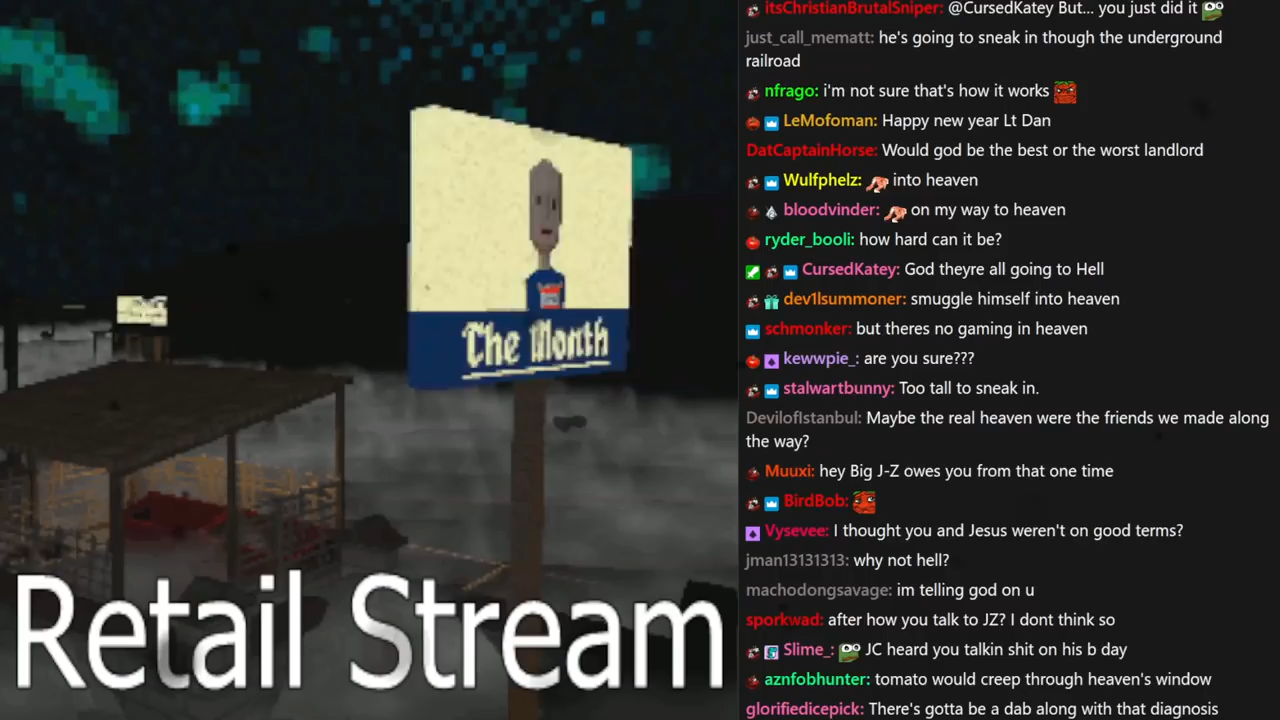 The Month
Retail Stream
itsChristianBrutalSniper: @CursedKatey But... you just did it
just_call_mematt: he's going to sneak in though the underground
railroad
nfrago: i'm not sure that's how it works
LeMofoman: Happy new year Lt Dan
DatCaptainHorse: Would god be the best or the worst landlord
Wulfphelz: into heaven
bloodvinder: on my way to heaven
ryder_booli: how hard can it be?
CursedKatey: God theyre all going to Hell
dev1lsummoner: smuggle himself into heaven
schmonker: but theres no gaming in heaven
kewwpie_: are you sure???
stalwartbunny: Too tall to sneak in.
DevilofIstanbul: Maybe the real heaven were the friends we made along
the way?
Muuxi: hey Big J-Z owes you from that one time
BirdBob:
Vysevee: I thought you and Jesus weren't on good terms?
jman13131313: why not hell?
machodongsavage: im telling god on u
sporkwad: after how you talk to JZ? I dont think so
Slime_: JC heard you talkin shit on his b day
aznfobhunter: tomato would creep through heaven's window
glorifiedicepick: There's gotta be a dab along with that diagnosis